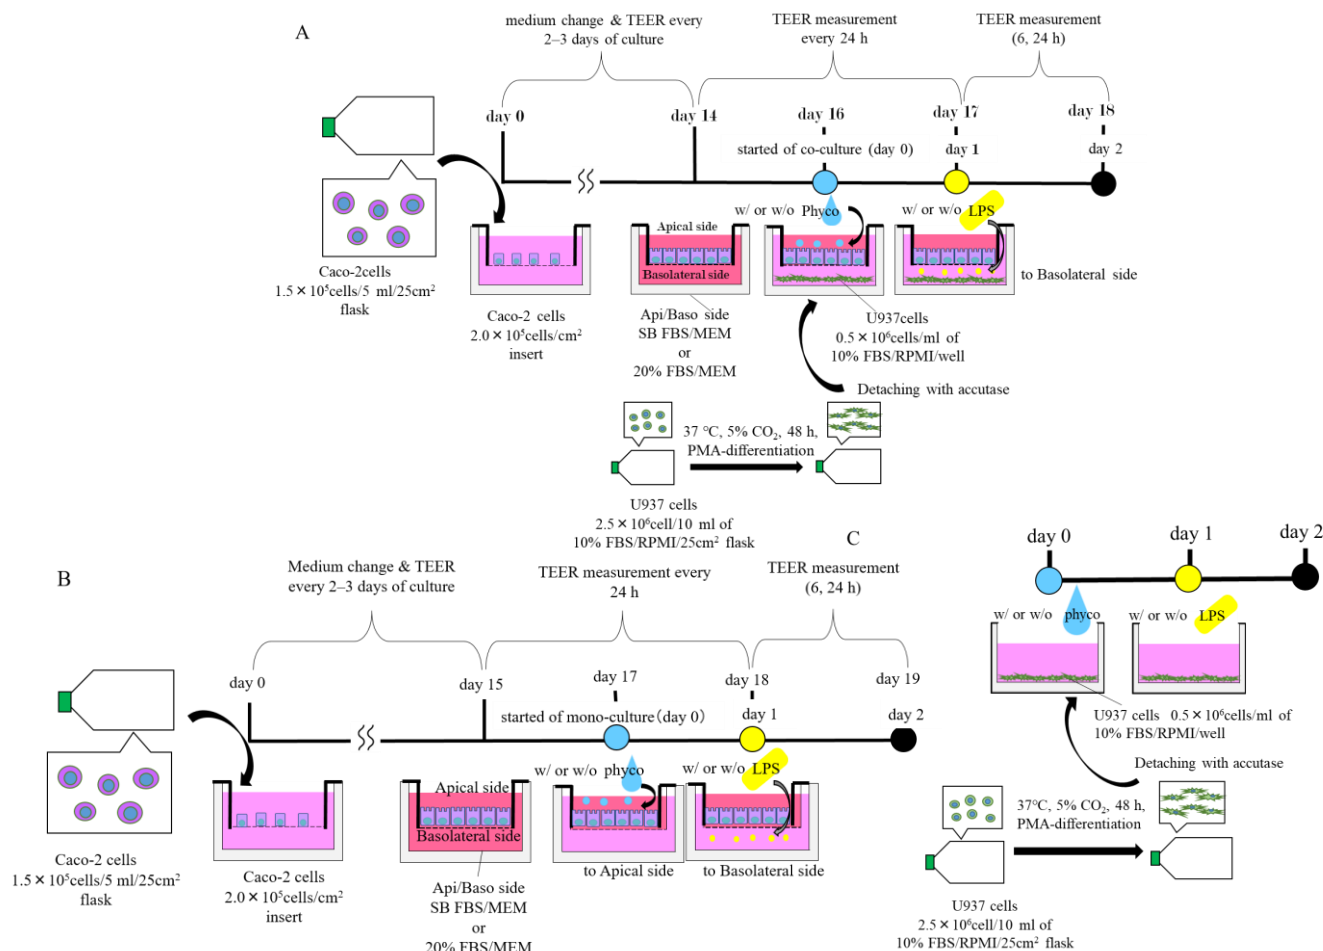 A
medium change & TEER every
2–3 days of culture
TEER measurement
every 24 h
TEER measurement
(6, 24 h)
day 0
day 14
day 16
day 17
day 18
started of co-culture (day 0)
day 1
day 2
w/ or w/o Phyco
w/ or w/o LPS
Apical side
Basolateral side
to Basolateral side
Caco-2cells
1.5 × 10⁵cells/5 ml/25cm²
flask
Caco-2 cells
2.0 × 10⁵cells/cm²
insert
Api/Baso side
SB FBS/MEM
or
20% FBS/MEM
U937cells
0.5 × 10⁶cells/ml of
10% FBS/RPMI/well
Detaching with accutase
37 °C, 5% CO₂, 48 h,
PMA-differentiation
U937 cells
2.5 × 10⁶cell/10 ml of
10% FBS/RPMI/25cm² flask
B
Medium change & TEER
every 2–3 days of culture
TEER measurement every
24 h
TEER measurement
(6, 24 h)
day 0
day 15
day 17
day 18
day 19
started of mono-culture(day 0)
day 1
day 2
w/ or w/o phyco
w/ or w/o LPS
Apical side
Basolateral side
to Apical side
to Basolateral side
Caco-2 cells
1.5 × 10⁵cells/5 ml/25cm²
flask
Caco-2 cells
2.0 × 10⁵cells/cm²
insert
Api/Baso side
SB FBS/MEM
or
20% FBS/MEM
C
day 0
day 1
day 2
w/ or w/o phyco
w/ or w/o LPS
U937 cells 0.5 × 10⁶cells/ml of
10% FBS/RPMI/well
Detaching with accutase
37°C, 5% CO₂, 48 h,
PMA-differentiation
U937 cells
2.5 × 10⁶cell/10 ml of
10% FBS/RPMI/25cm² flask